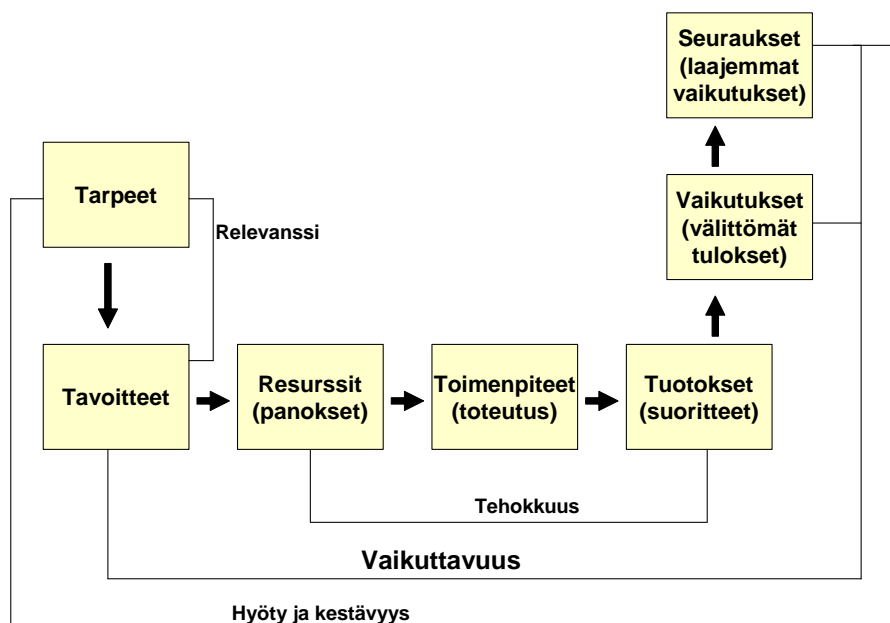 Seuraukset
(laajemmat
vaikutukset)
Tarpeet
Relevanssi
Vaikutukset
(välittömät
tulokset)
Tavoitteet
Resurssit
(panokset)
Toimenpiteet
(toteutus)
Tuotokset
(suoritteet)
Tehokkuus
Vaikuttavuus
Hyöty ja kestävyys